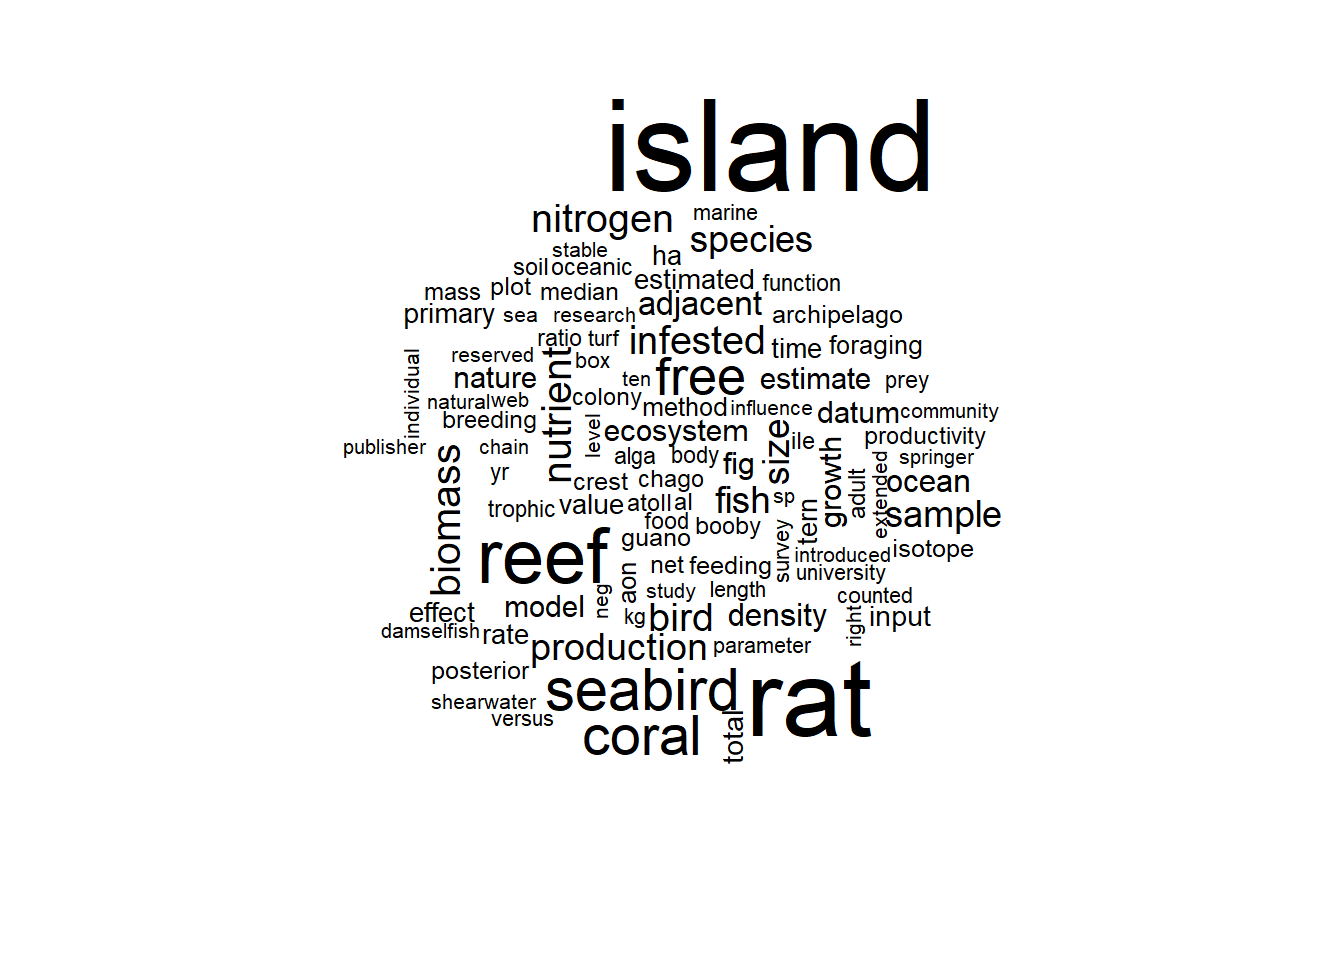 island
nitrogen marine
species
stable ha
soil oceanic estimated function
mass plot median adjacent
primary sea research archipelago
ratio turf infested time foraging
reserved box
individual nature nutrient ten free estimate prey
natural web colony method influence datum community
breeding level ecosystem size ile growth productivity
publisher chain alga body fig springer
biomass yr crest chago adult extended ocean
trophic value atoll al fish sp tern sample
food booby
reef guano survey introduced isotope
aon net feeding university
neg study length counted
effect model kg bird density right input
damselfish rate production parameter
posterior seabird rat
shearwater
versus coral total